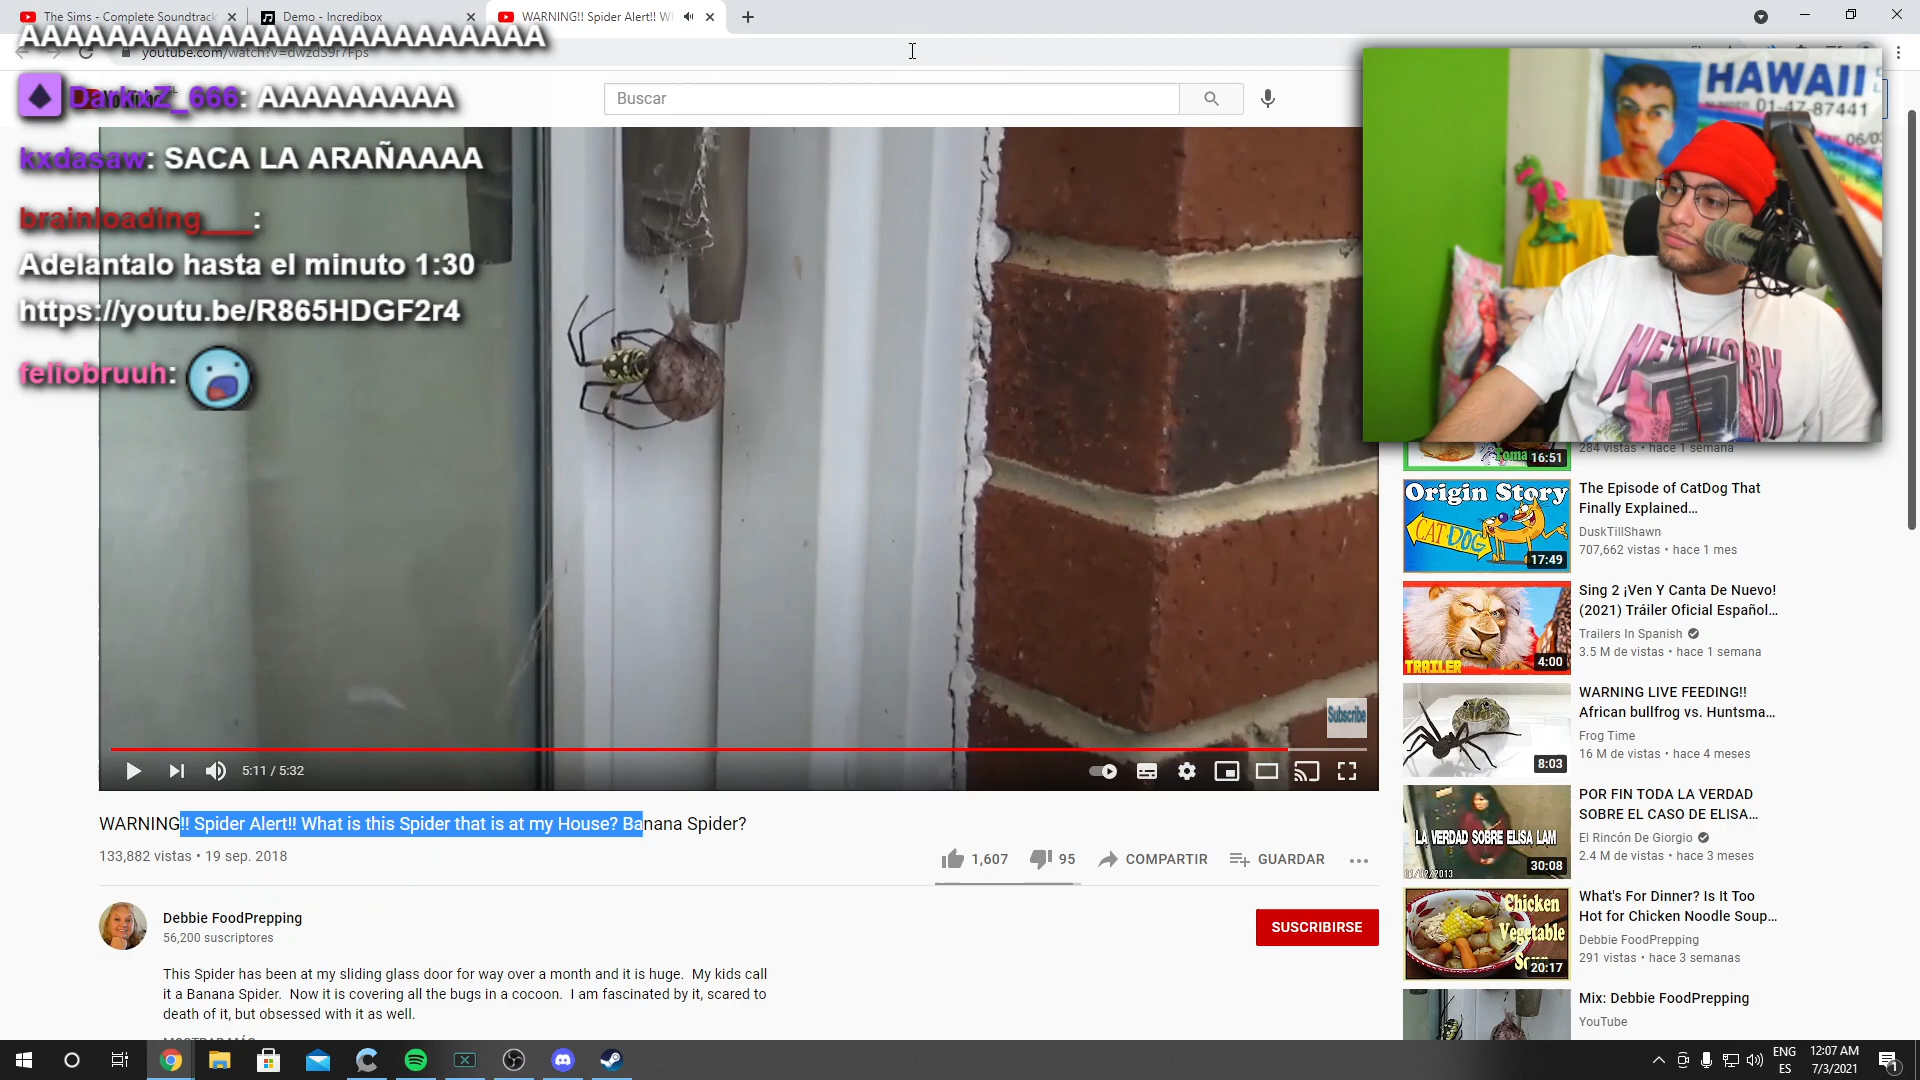 The Sims - Complete Soundtrack
Demo - Incredibox
WARNING!! Spider Alert!! W
AAAAAAAAAAAAAAAAAAAAAAAA
youtube.com/watch?v=dwzdS9r7Fps
DarkxZ_666: AAAAAAAAA
Buscar
kxdasaw: SACA LA ARAÑAAAA
brainloading___:
Adelantalo hasta el minuto 1:30
https://youtu.be/R865HDGF2r4
feliobruuh:
HAWAII
01-47-87441
NETWORK
Subscribe
5:11 / 5:32
WARNING!! Spider Alert!! What is this Spider that is at my House? Banana Spider?
133,882 vistas • 19 sep. 2018
1,607
95
COMPARTIR
GUARDAR
Debbie FoodPrepping
56,200 suscriptores
SUSCRIBIRSE
This Spider has been at my sliding glass door for way over a month and it is huge. My kids call
it a Banana Spider. Now it is covering all the bugs in a cocoon. I am fascinated by it, scared to
death of it, but obsessed with it as well.
MOSTRAR MÁS
284 vistas • hace 1 semana
Toma
16:51
Origin Story
CATDOG
17:49
The Episode of CatDog That
Finally Explained...
DuskTillShawn
707,662 vistas • hace 1 mes
TRAILER
4:00
Sing 2 ¡Ven Y Canta De Nuevo!
(2021) Tráiler Oficial Español...
Trailers In Spanish
3.5 M de vistas • hace 1 semana
8:03
WARNING LIVE FEEDING!!
African bullfrog vs. Huntsma...
Frog Time
16 M de vistas • hace 4 meses
LA VERDAD SOBRE ELISA LAM
30:08
POR FIN TODA LA VERDAD
SOBRE EL CASO DE ELISA...
El Rincón De Giorgio
2.4 M de vistas • hace 3 meses
Chicken
Vegetable
20:17
What's For Dinner? Is It Too
Hot for Chicken Noodle Soup...
Debbie FoodPrepping
291 vistas • hace 3 semanas
Mix: Debbie FoodPrepping
YouTube
ENG
ES
12:07 AM
7/3/2021
1